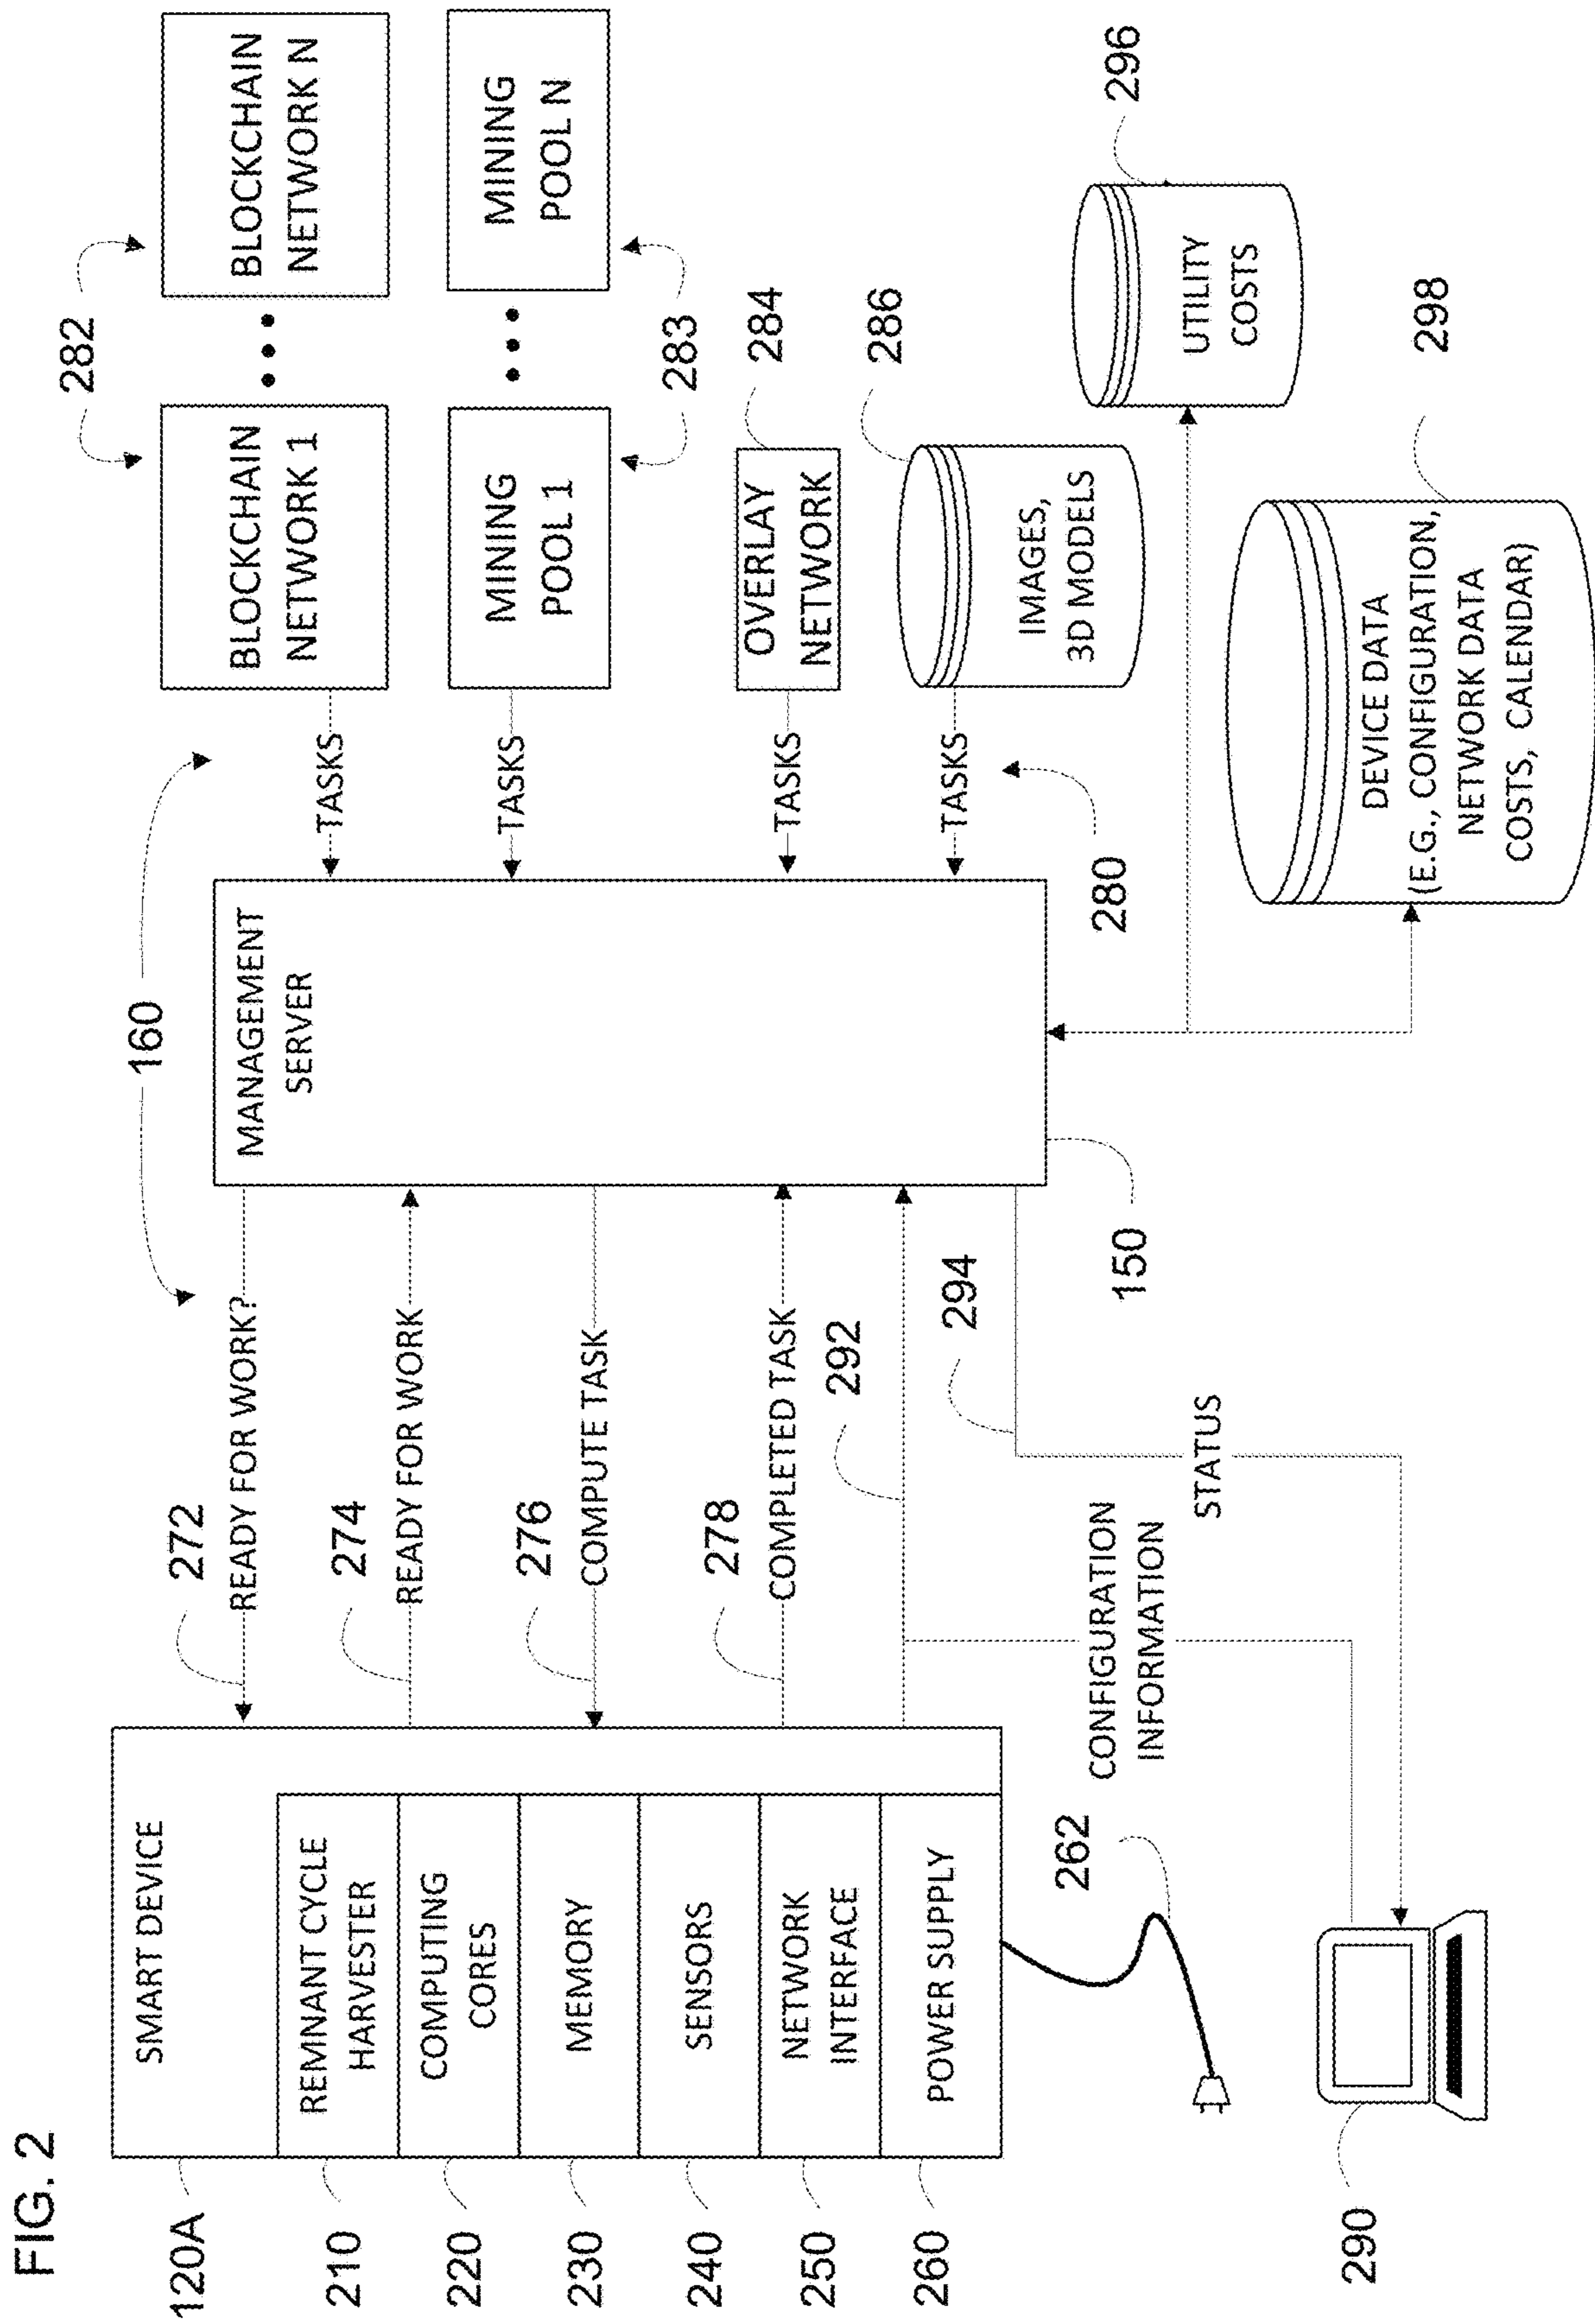 FIG. 2
120A
SMART DEVICE
210
REMNANT CYCLE
HARVESTER
220
COMPUTING
CORES
230
MEMORY
240
SENSORS
250
NETWORK
INTERFACE
260
POWER SUPPLY
262
290
272
READY FOR WORK?
274
READY FOR WORK
276
COMPUTE TASK
278
COMPLETED TASK
292
294
CONFIGURATION
INFORMATION
STATUS
160
MANAGEMENT
SERVER
150
TASKS
TASKS
TASKS
TASKS
280
282
BLOCKCHAIN
NETWORK 1
BLOCKCHAIN
NETWORK N
MINING
POOL 1
MINING
POOL N
283
OVERLAY
NETWORK
284
IMAGES,
3D MODELS
286
UTILITY
COSTS
296
DEVICE DATA
(E.G., CONFIGURATION,
NETWORK DATA
COSTS, CALENDAR)
298